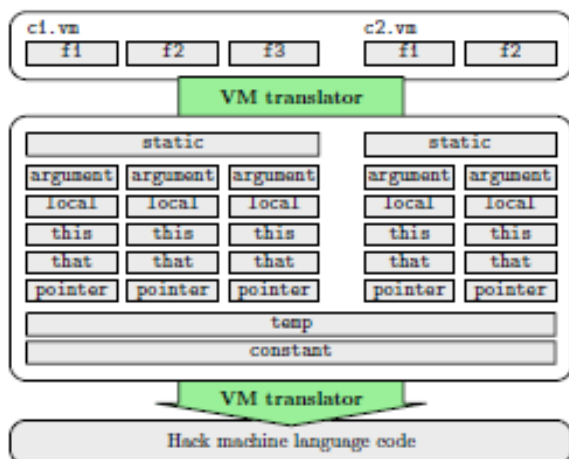 c1.vm c2.vm
f1 f2 f3 f1 f2
VM translator
static static
argument argument argument argument argument
local local local local local
this this this this this
that that that that that
pointer pointer pointer pointer pointer
temp
constant
VM translator
Hack machine language code